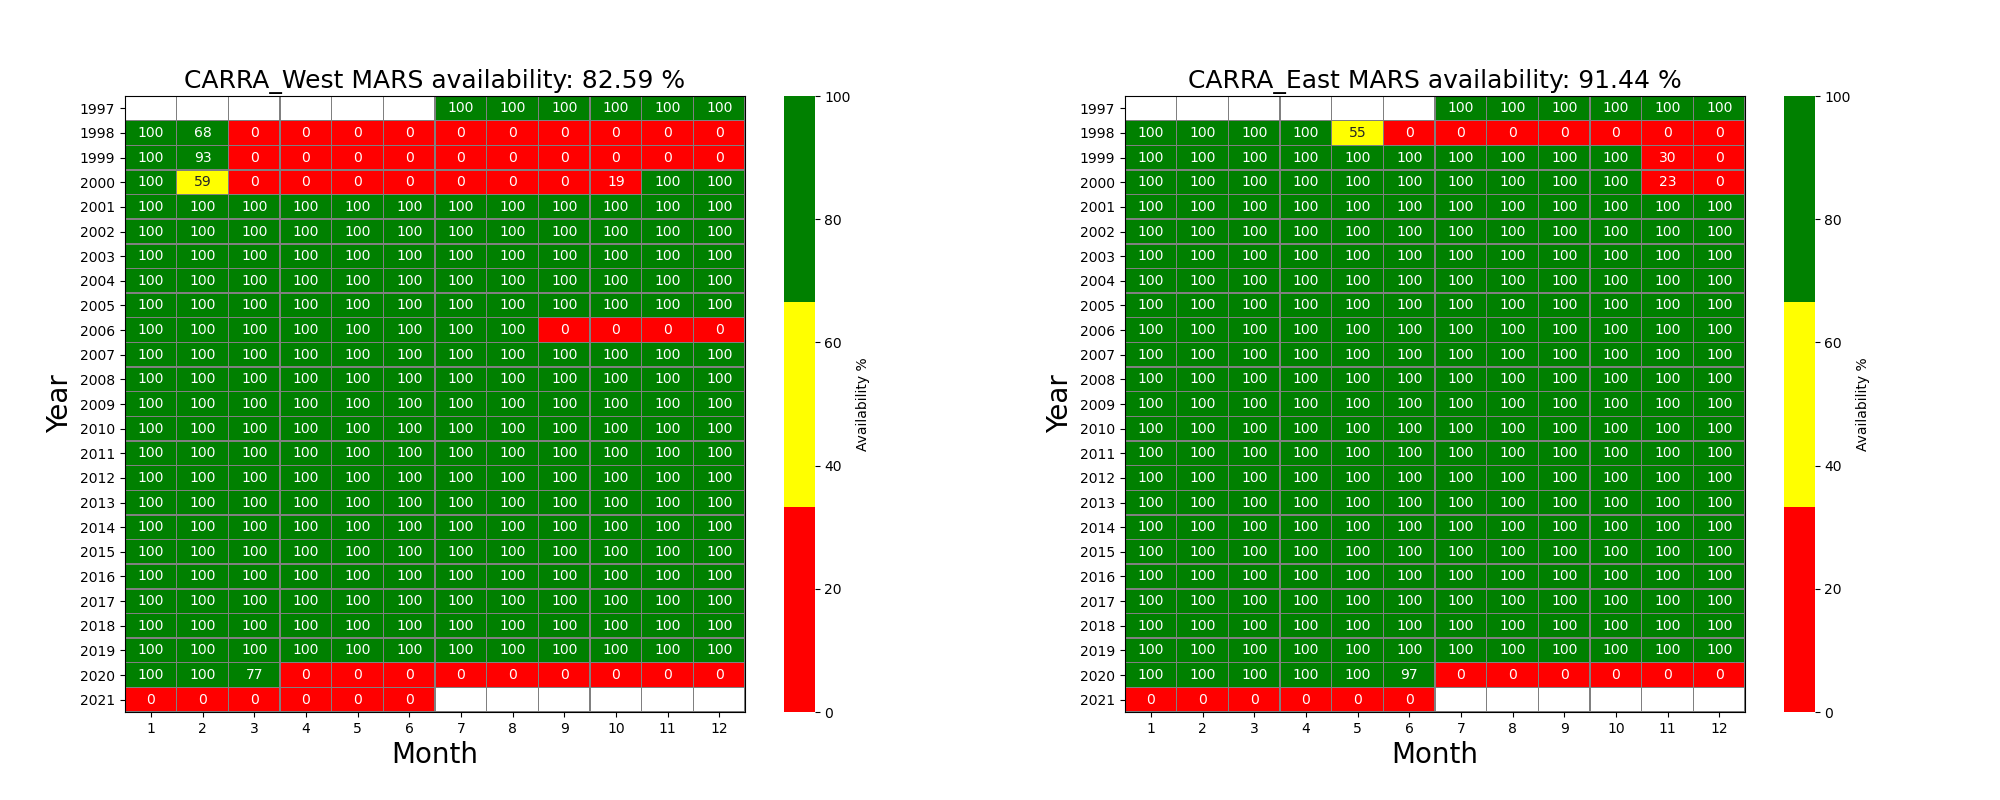 CARRA_West MARS availability: 82.59 %
1997 100 100 100 100 100 100
1998 100 68 0 0 0 0 0 0 0 0 0 0
1999 100 93 0 0 0 0 0 0 0 0 0 0
2000 100 59 0 0 0 0 0 0 0 19 100 100
2001 100 100 100 100 100 100 100 100 100 100 100 100
2002 100 100 100 100 100 100 100 100 100 100 100 100
2003 100 100 100 100 100 100 100 100 100 100 100 100
2004 100 100 100 100 100 100 100 100 100 100 100 100
2005 100 100 100 100 100 100 100 100 100 100 100 100
2006 100 100 100 100 100 100 100 100 0 0 0 0
2007 100 100 100 100 100 100 100 100 100 100 100 100
2008 100 100 100 100 100 100 100 100 100 100 100 100
2009 100 100 100 100 100 100 100 100 100 100 100 100
2010 100 100 100 100 100 100 100 100 100 100 100 100
2011 100 100 100 100 100 100 100 100 100 100 100 100
2012 100 100 100 100 100 100 100 100 100 100 100 100
2013 100 100 100 100 100 100 100 100 100 100 100 100
2014 100 100 100 100 100 100 100 100 100 100 100 100
2015 100 100 100 100 100 100 100 100 100 100 100 100
2016 100 100 100 100 100 100 100 100 100 100 100 100
2017 100 100 100 100 100 100 100 100 100 100 100 100
2018 100 100 100 100 100 100 100 100 100 100 100 100
2019 100 100 100 100 100 100 100 100 100 100 100 100
2020 100 100 77 0 0 0 0 0 0 0 0 0
2021 0 0 0 0 0 0
1 2 3 4 5 6 7 8 9 10 11 12
Month
Year
100
80
60
40
20
0
Availability %
CARRA_East MARS availability: 91.44 %
1997 100 100 100 100 100 100
1998 100 100 100 100 55 0 0 0 0 0 0 0
1999 100 100 100 100 100 100 100 100 100 100 30 0
2000 100 100 100 100 100 100 100 100 100 100 23 0
2001 100 100 100 100 100 100 100 100 100 100 100 100
2002 100 100 100 100 100 100 100 100 100 100 100 100
2003 100 100 100 100 100 100 100 100 100 100 100 100
2004 100 100 100 100 100 100 100 100 100 100 100 100
2005 100 100 100 100 100 100 100 100 100 100 100 100
2006 100 100 100 100 100 100 100 100 100 100 100 100
2007 100 100 100 100 100 100 100 100 100 100 100 100
2008 100 100 100 100 100 100 100 100 100 100 100 100
2009 100 100 100 100 100 100 100 100 100 100 100 100
2010 100 100 100 100 100 100 100 100 100 100 100 100
2011 100 100 100 100 100 100 100 100 100 100 100 100
2012 100 100 100 100 100 100 100 100 100 100 100 100
2013 100 100 100 100 100 100 100 100 100 100 100 100
2014 100 100 100 100 100 100 100 100 100 100 100 100
2015 100 100 100 100 100 100 100 100 100 100 100 100
2016 100 100 100 100 100 100 100 100 100 100 100 100
2017 100 100 100 100 100 100 100 100 100 100 100 100
2018 100 100 100 100 100 100 100 100 100 100 100 100
2019 100 100 100 100 100 100 100 100 100 100 100 100
2020 100 100 100 100 100 97 0 0 0 0 0 0
2021 0 0 0 0 0 0
1 2 3 4 5 6 7 8 9 10 11 12
Month
Year
100
80
60
40
20
0
Availability %